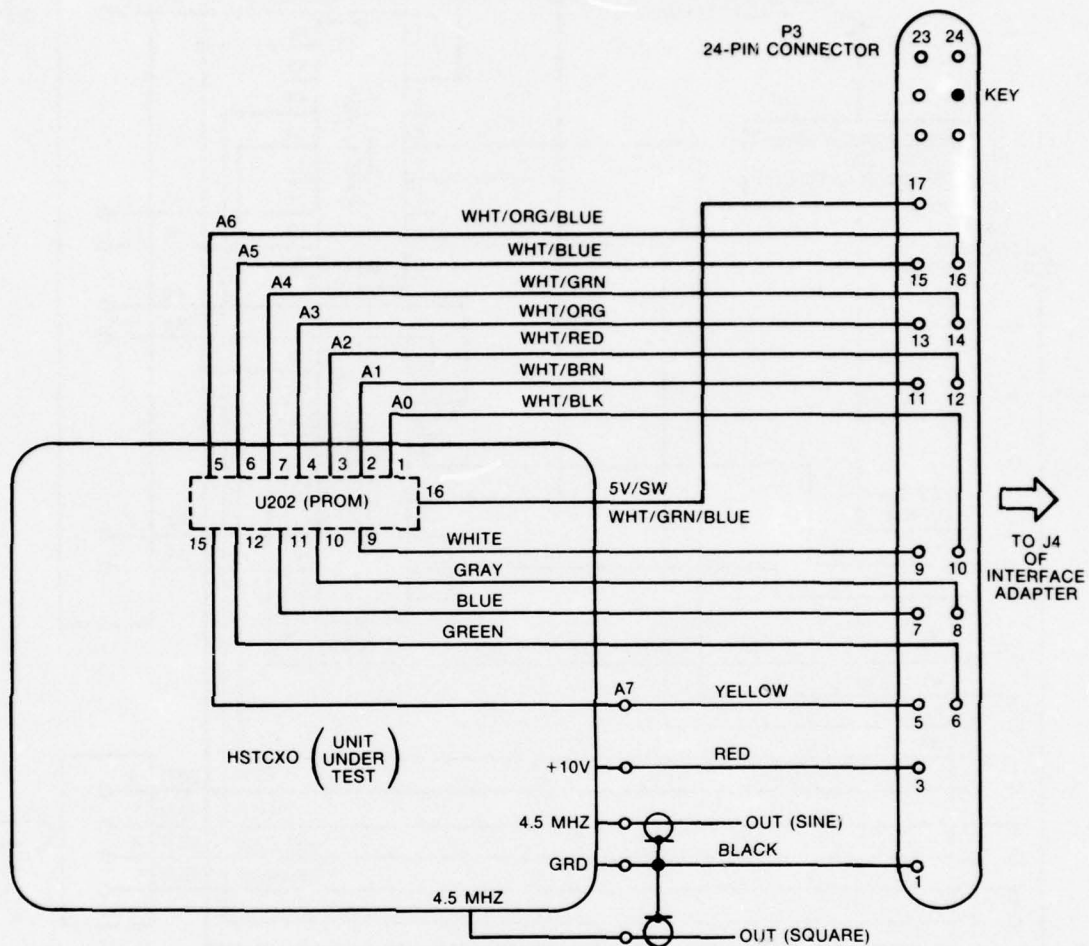 P3
24-PIN CONNECTOR
23 24
KEY
17
A6 WHT/ORG/BLUE
A5 WHT/BLUE
15 16
A4 WHT/GRN
A3 WHT/ORG
13 14
A2 WHT/RED
A1 WHT/BRN
11 12
A0 WHT/BLK
5 6 7 4 3 2 1
U202 (PROM)
16
5V/SW
WHT/GRN/BLUE
15 12 11 10 9
WHITE
9 10
GRAY
BLUE
7 8
GREEN
TO J4
OF
INTERFACE
ADAPTER
A7 YELLOW
5 6
HSTCXO (UNIT
UNDER
TEST)
+10V RED
3
4.5 MHZ OUT (SINE)
GRD BLACK
1
4.5 MHZ
OUT (SQUARE)